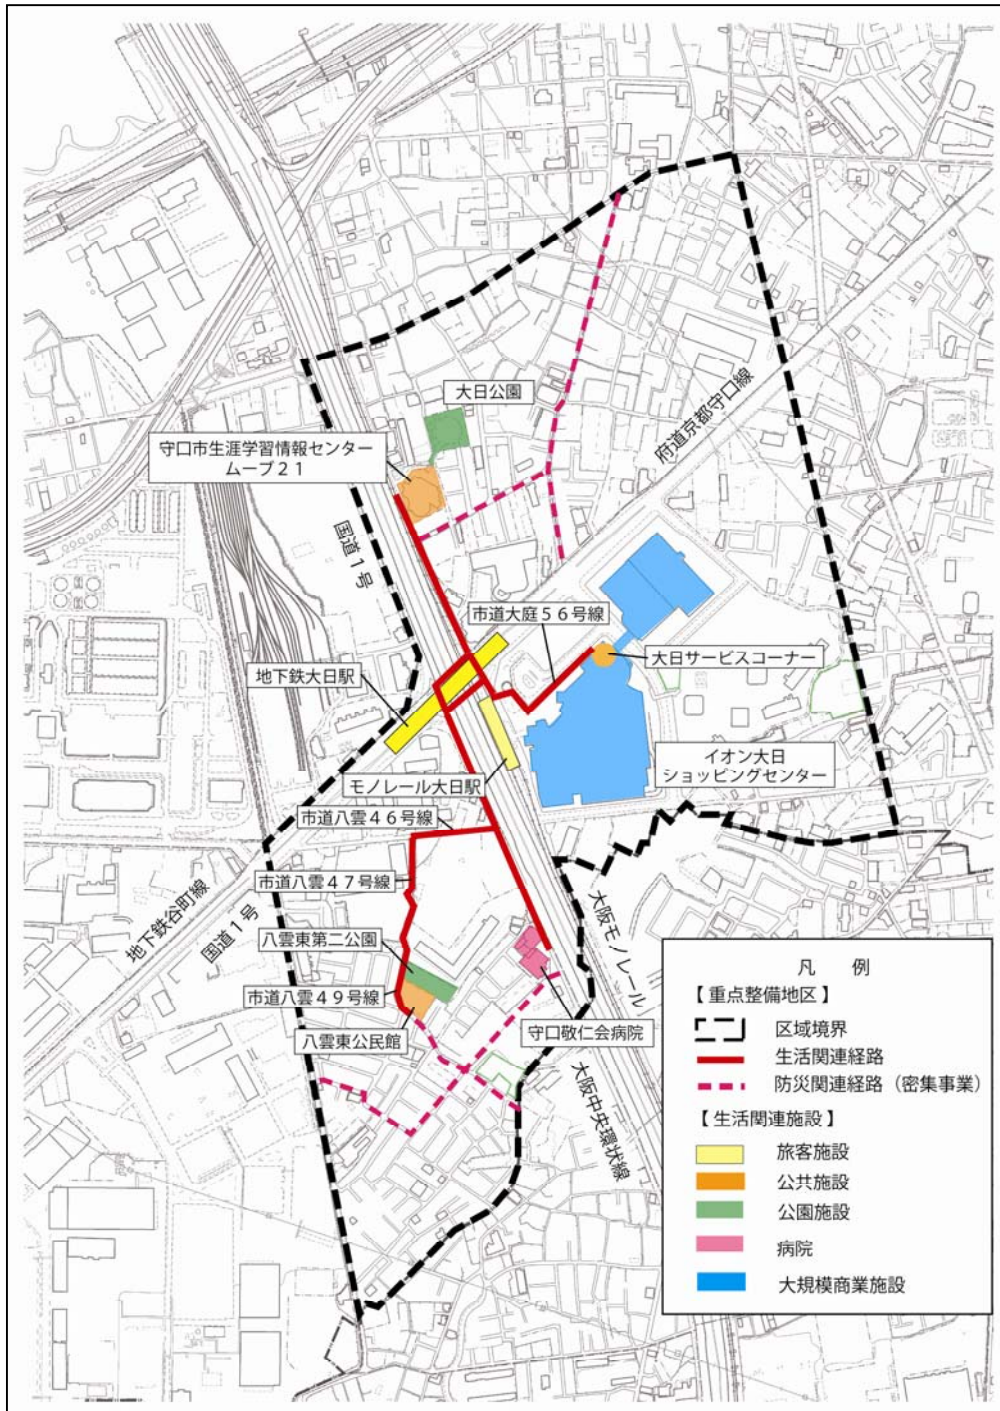 大日公園
守口市生涯学習情報センター
ムーブ２１
府道京都守口線
国道１号
市道大庭５６号線
大日サービスコーナー
地下鉄大日駅
イオン大日
ショッピングセンター
モノレール大日駅
市道八雲４６号線
市道八雲４７号線
地下鉄谷町線
国道１号
大阪モノレール
八雲東第二公園
市道八雲４９号線
八雲東公民館
守口敬仁会病院
大阪中央環状線
凡　例
【 重点整備地区 】
区域境界
生活関連経路
防災関連経路（密集事業）
【 生活関連施設 】
旅客施設
公共施設
公園施設
病院
大規模商業施設